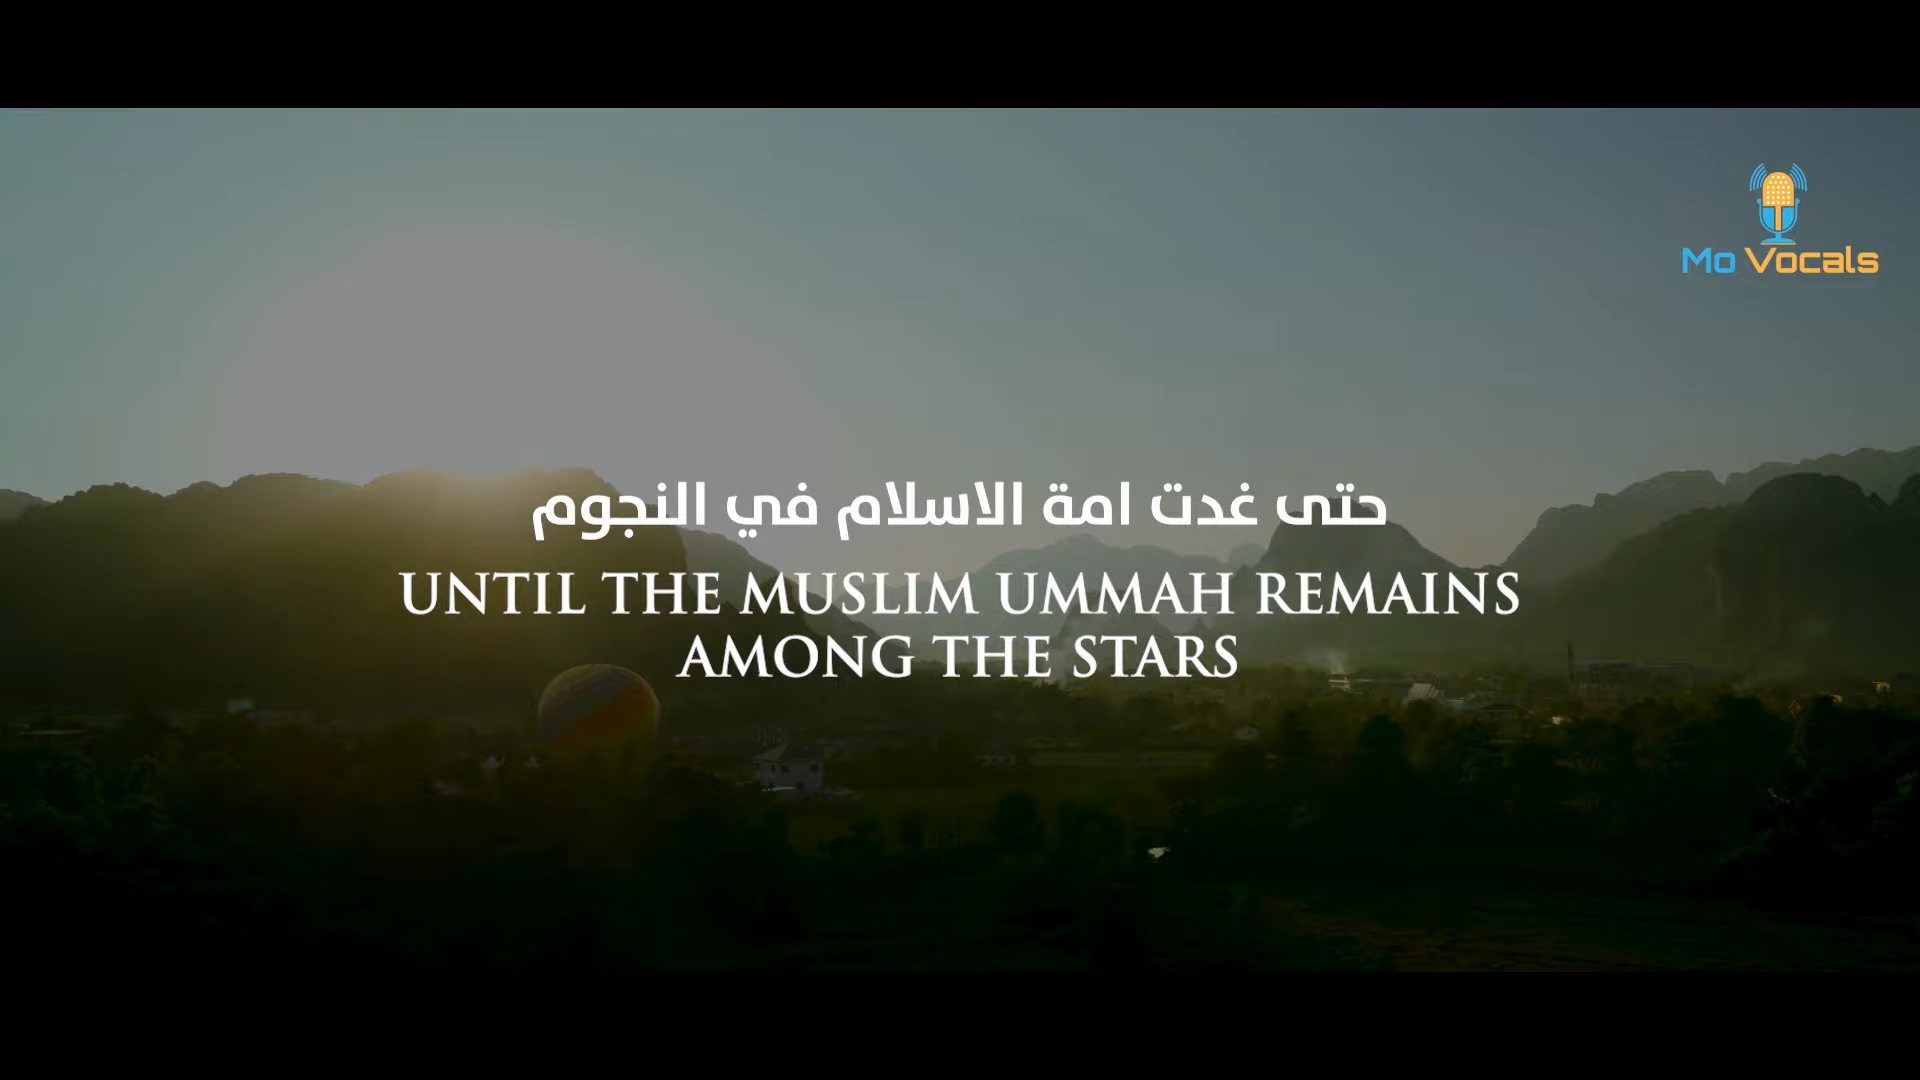 Mo Vocals
حتى غدت امة الاسلام في النجوم
UNTIL THE MUSLIM UMMAH REMAINS
AMONG THE STARS